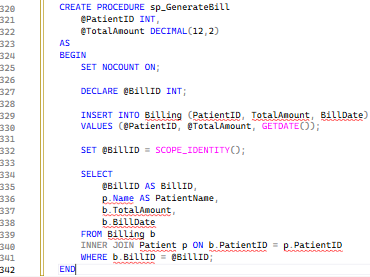 320 CREATE PROCEDURE sp_GenerateBill
321     @PatientID INT,
322     @TotalAmount DECIMAL(12,2)
323 AS
324 BEGIN
325     SET NOCOUNT ON;
326
327     DECLARE @BillID INT;
328
329     INSERT INTO Billing (PatientID, TotalAmount, BillDate)
330     VALUES (@PatientID, @TotalAmount, GETDATE());
331
332     SET @BillID = SCOPE_IDENTITY();
333
334     SELECT
335         @BillID AS BillID,
336         p.Name AS PatientName,
337         b.TotalAmount,
338         b.BillDate
339     FROM Billing b
340     INNER JOIN Patient p ON b.PatientID = p.PatientID
341     WHERE b.BillID = @BillID;
342 END